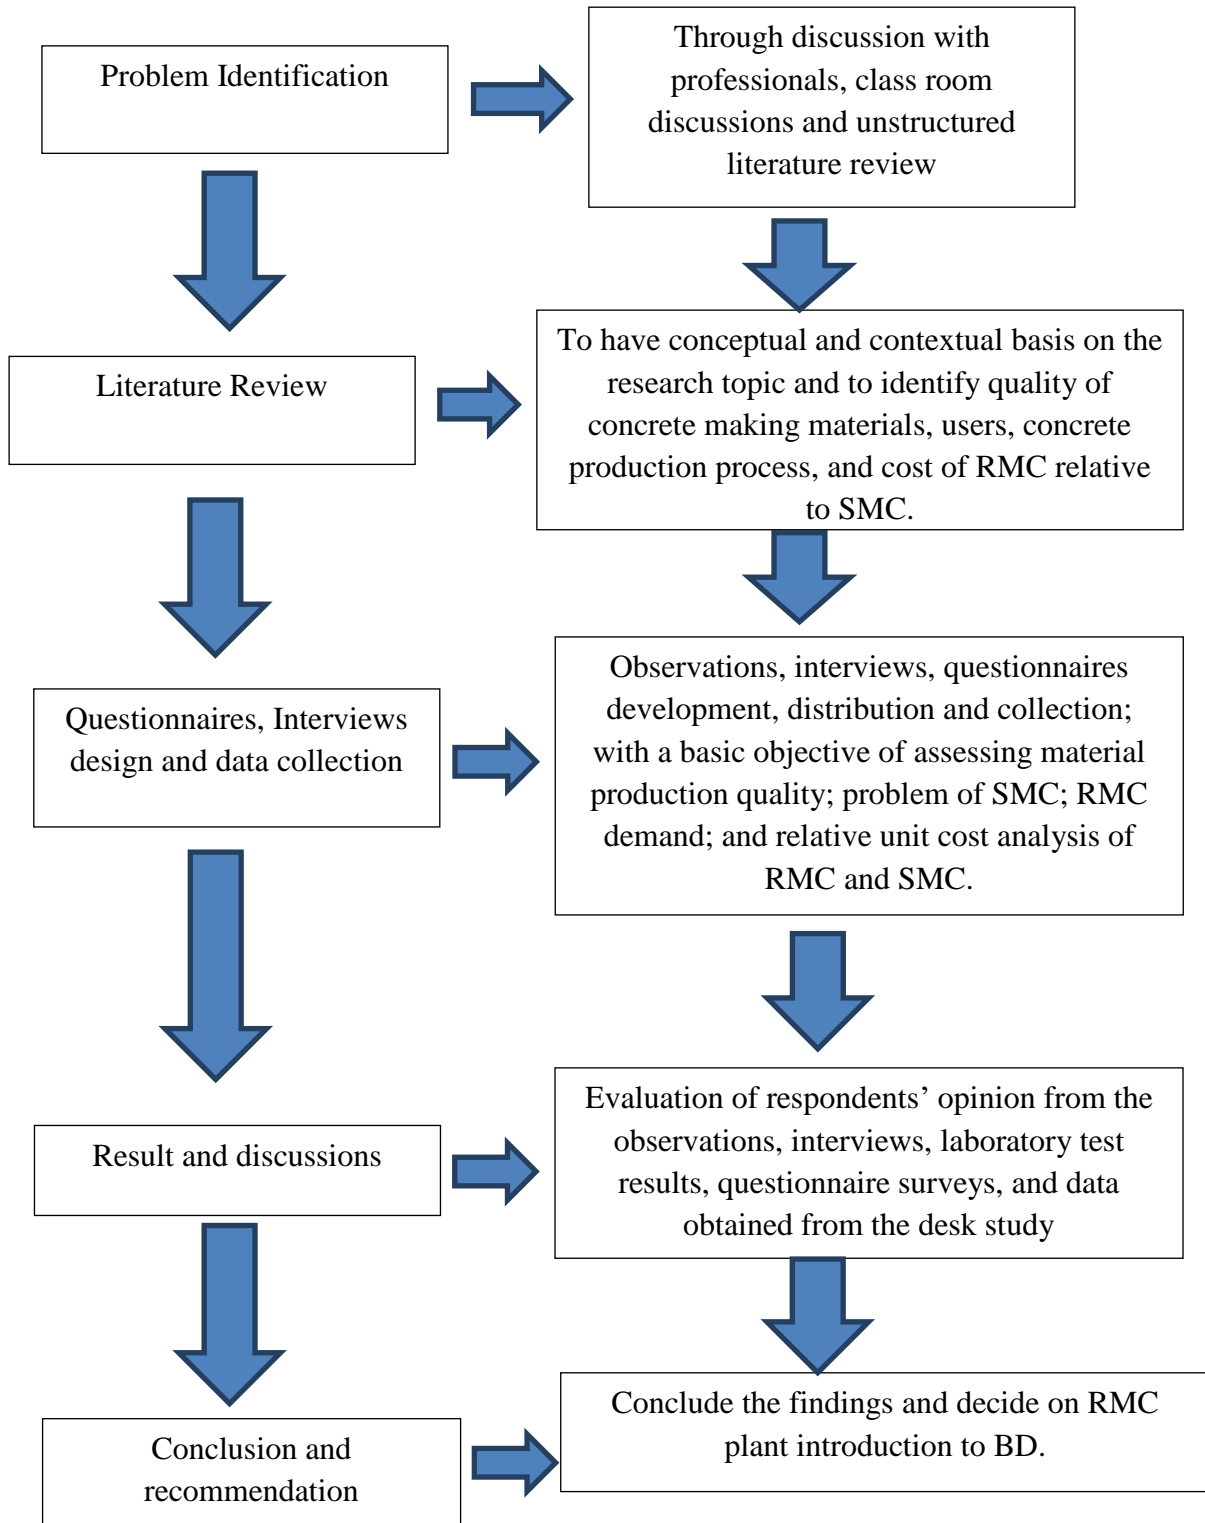 Problem Identification
Through discussion with
professionals, class room
discussions and unstructured
literature review
Literature Review
To have conceptual and contextual basis on the
research topic and to identify quality of
concrete making materials, users, concrete
production process, and cost of RMC relative
to SMC.
Questionnaires, Interviews
design and data collection
Observations, interviews, questionnaires
development, distribution and collection;
with a basic objective of assessing material
production quality; problem of SMC; RMC
demand; and relative unit cost analysis of
RMC and SMC.
Result and discussions
Evaluation of respondents’ opinion from the
observations, interviews, laboratory test
results, questionnaire surveys, and data
obtained from the desk study
Conclusion and
recommendation
Conclude the findings and decide on RMC
plant introduction to BD.